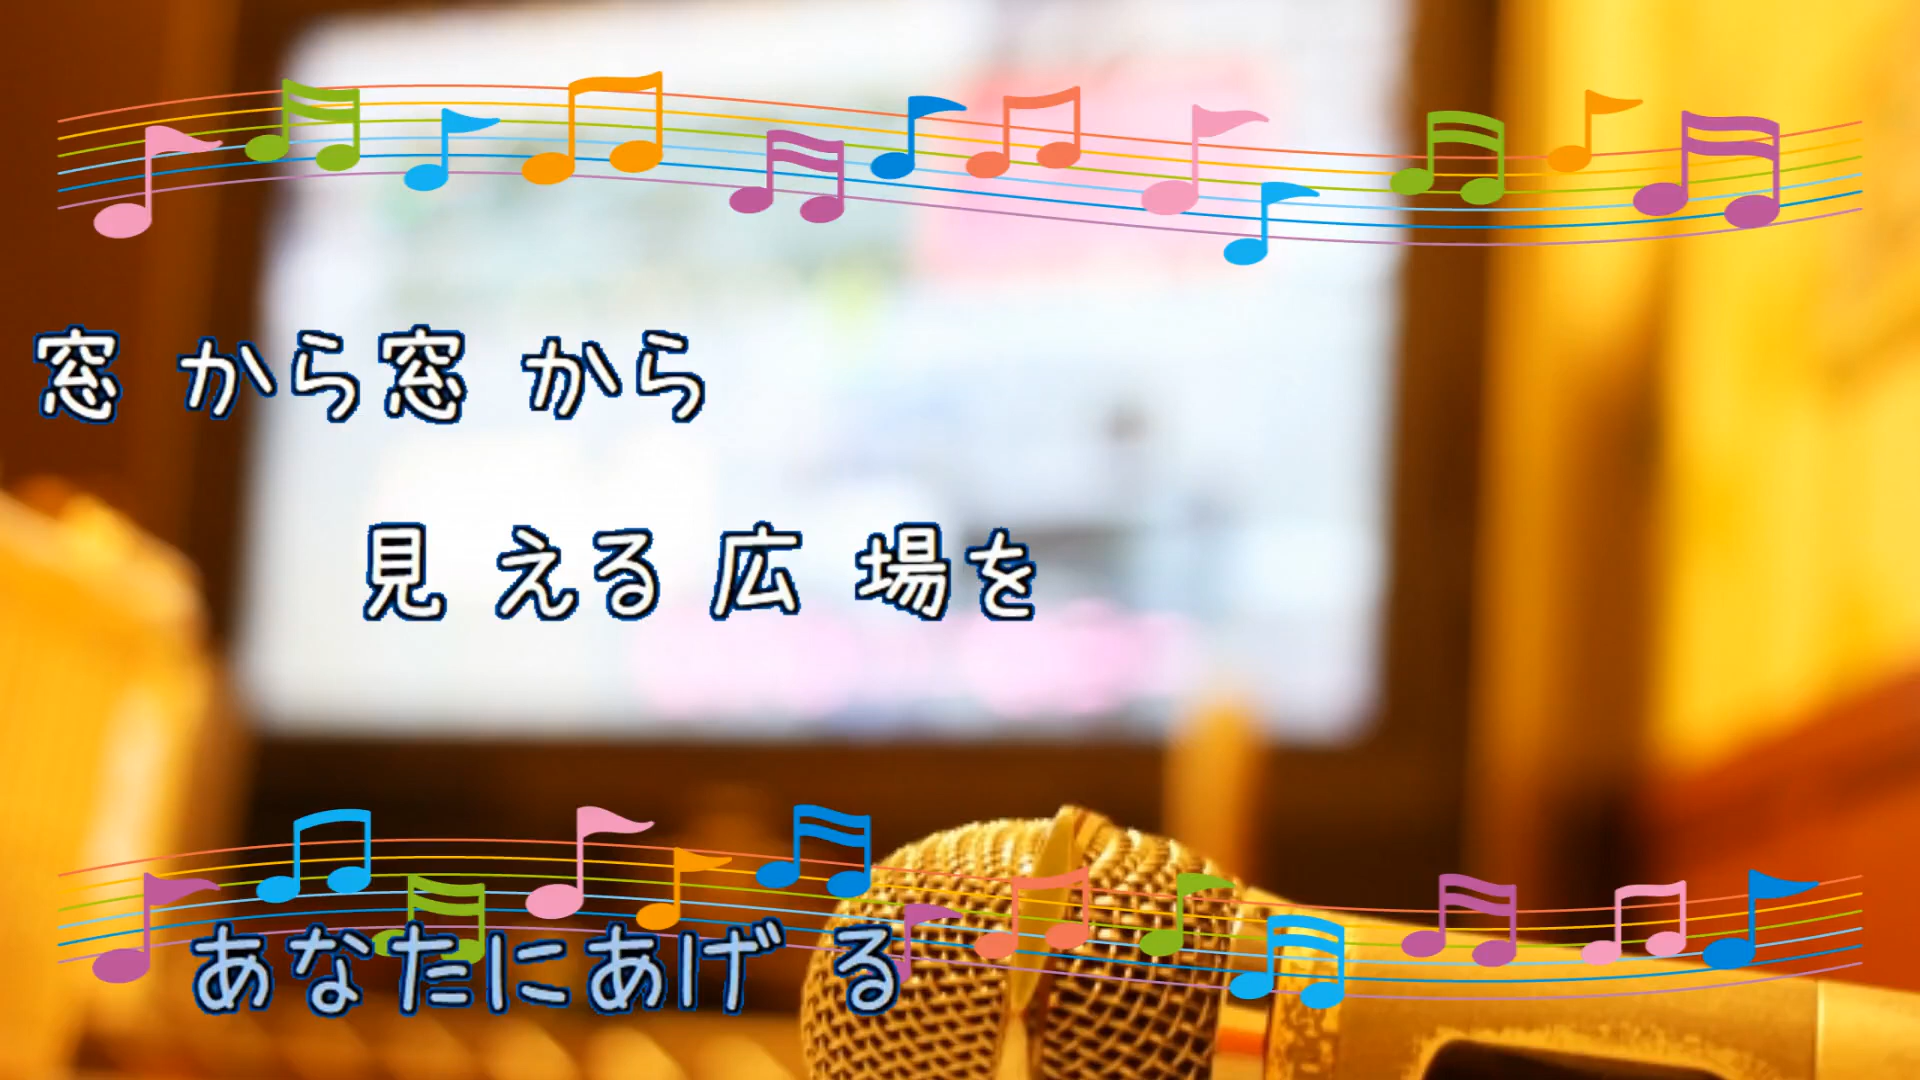 窓 から窓 から
見 える 広 場を
あなたにあげ る